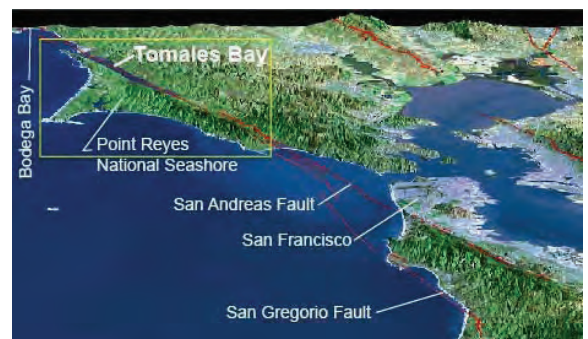 Tomales Bay
Bodega Bay
Point Reyes
National Seashore
San Andreas Fault
San Francisco
San Gregorio Fault